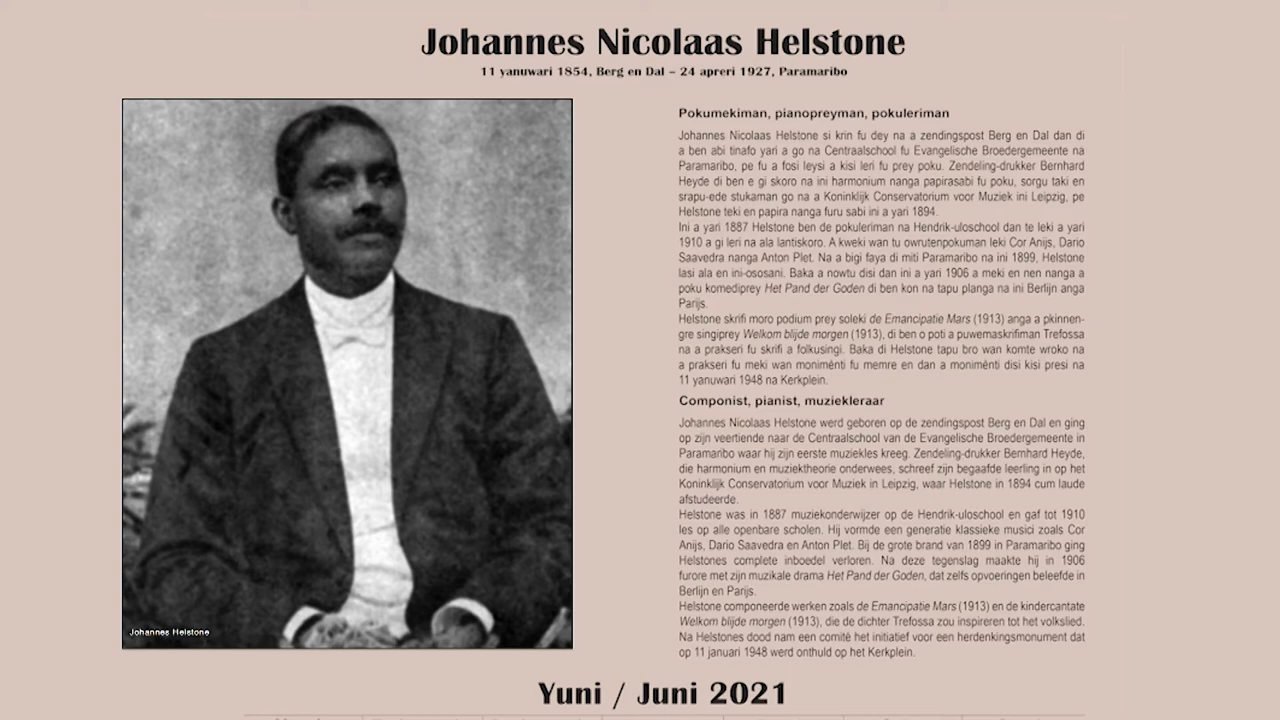 Johannes Nicolaas Helstone
11 yanuwari 1854, Berg en Dal – 24 apreri 1927, Paramaribo
Johannes Helstone
Pokumekiman, pianopreyman, pokuleriman
Johannes Nicolaas Helstone si krin fu dey na a zendingspost Berg en Dal dan di
a ben abi tinafo yari a go na Centraalschool fu Evangelische Broedergemeente na
Paramaribo, pe fu a fosi leysi a kisi leri fu prey poku. Zendeling-drukker Bernhard
Heyde di ben e gi skoro na ini harmonium nanga papirasabi fu poku, sorgu taki en
srapu-ede stukaman go na a Koninklijk Conservatorium voor Muziek ini Leipzig, pe
Helstone teki en papira nanga furu sabi ini a yari 1894.
Ini a yari 1887 Helstone ben de pokuleriman na Hendrik-uloschool dan te leki a yari
1910 a gi leri na ala lantiskoro. A kweki wan tu owrutenpokuman leki Cor Anijs, Dario
Saavedra nanga Anton Plet. Na a bigi faya di miti Paramaribo na ini 1899, Helstone
lasi ala en ini-ososani. Baka a nowtu disi dan ini a yari 1906 a meki en nen nanga a
poku komediprey Het Pand der Goden di ben kon na tapu planga na ini Berlijn anga
Parijs.
Helstone skrifi moro podium prey soleki de Emancipatie Mars (1913) anga a pkinnen-
gre singiprey Welkom blijde morgen (1913), di ben o poti a puwemaskrifiman Trefossa
na a prakseri fu skrifi a folkusingi. Baka di Helstone tapu bro wan komte wroko na
a prakseri fu meki wan monimènti fu memre en dan a monimènti disi kisi presi na
11 yanuwari 1948 na Kerkplein.
Componist, pianist, muziekleraar
Johannes Nicolaas Helstone werd geboren op de zendingspost Berg en Dal en ging
op zijn veertiende naar de Centraalschool van de Evangelische Broedergemeente in
Paramaribo waar hij zijn eerste muziekles kreeg. Zendeling-drukker Bernhard Heyde,
die harmonium en muziektheorie onderwees, schreef zijn begaafde leerling in op het
Koninklijk Conservatorium voor Muziek in Leipzig, waar Helstone in 1894 cum laude
afstudeerde.
Helstone was in 1887 muziekonderwijzer op de Hendrik-uloschool en gaf tot 1910
les op alle openbare scholen. Hij vormde een generatie klassieke musici zoals Cor
Anijs, Dario Saavedra en Anton Plet. Bij de grote brand van 1899 in Paramaribo ging
Helstones complete inboedel verloren. Na deze tegenslag maakte hij in 1906
furore met zijn muzikale drama Het Pand der Goden, dat zelfs opvoeringen beleefde in
Berlijn en Parijs.
Helstone componeerde werken zoals de Emancipatie Mars (1913) en de kindercantate
Welkom blijde morgen (1913), die de dichter Trefossa zou inspireren tot het volkslied.
Na Helstones dood nam een comité het initiatief voor een herdenkingsmonument dat
op 11 januari 1948 werd onthuld op het Kerkplein.
Yuni / Juni 2021